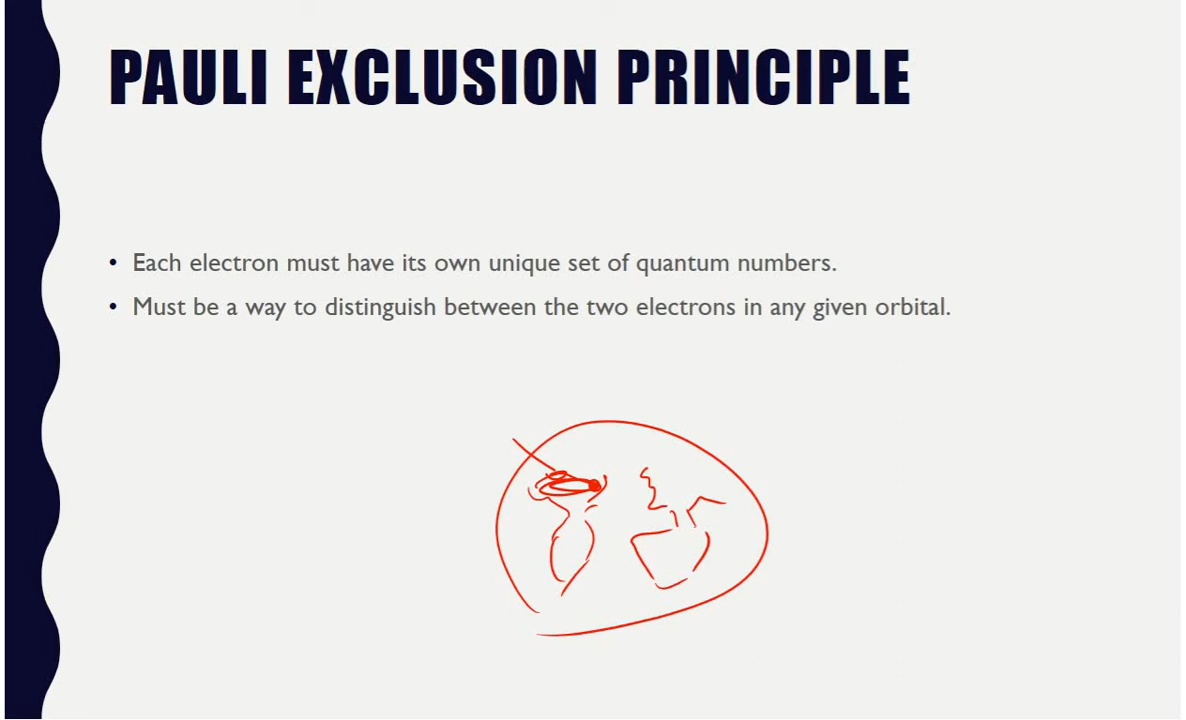 PAULI EXCLUSION PRINCIPLE
• Each electron must have its own unique set of quantum numbers.
• Must be a way to distinguish between the two electrons in any given orbital.